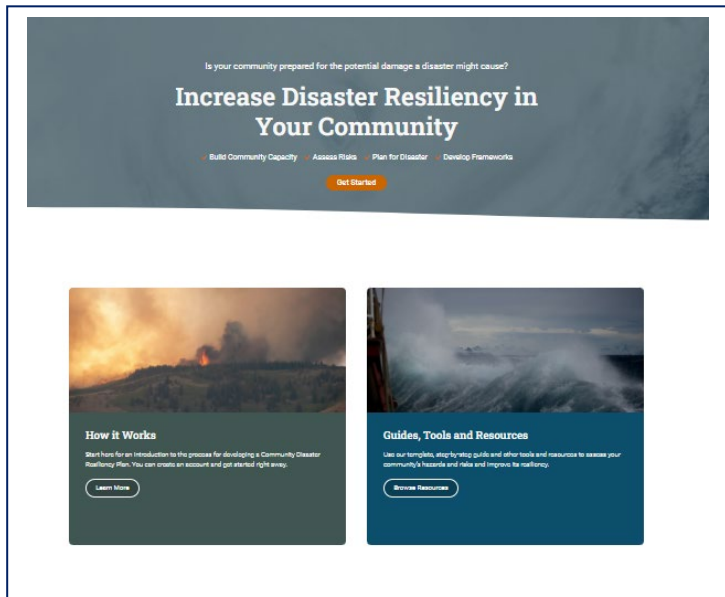 Is your community prepared for the potential damage a disaster might cause?
Increase Disaster Resiliency in
Your Community
Build Community Capacity Assess Risks Plan for Disaster Develop Frameworks
Get Started
How it Works
Start here for an introduction to the process for developing a Community Disaster
Resiliency Plan. You can create an account and get started right away.
Learn More
Guides, Tools and Resources
Use our template, step-by-step guide and other tools and resources to assess your
community's hazards and risks and improve its resiliency.
Browse Resources